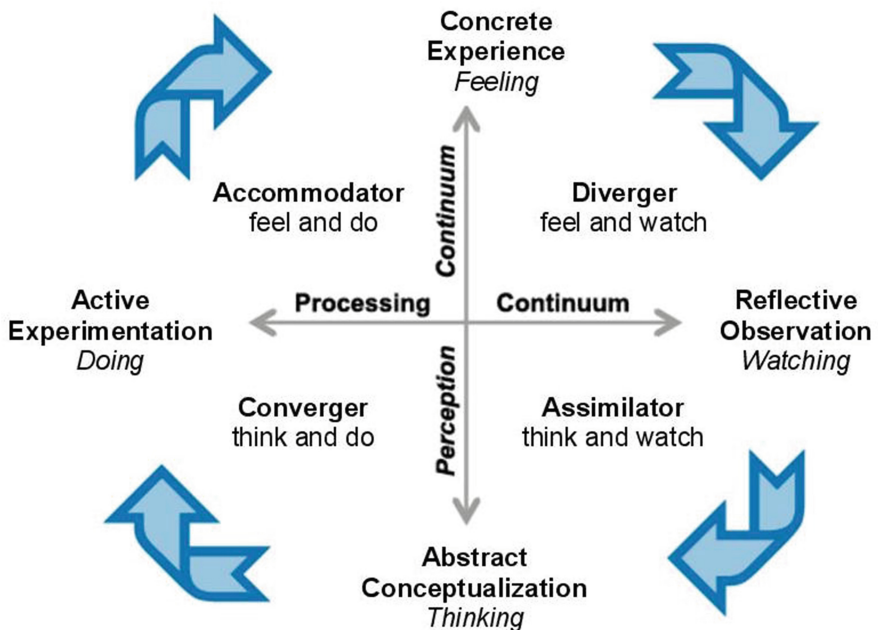 Concrete
Experience
Feeling
Accommodator
feel and do
Continuum
Diverger
feel and watch
Active
Experimentation
Doing
Processing
Continuum
Reflective
Observation
Watching
Converger
think and do
Perception
Assimilator
think and watch
Abstract
Conceptualization
Thinking